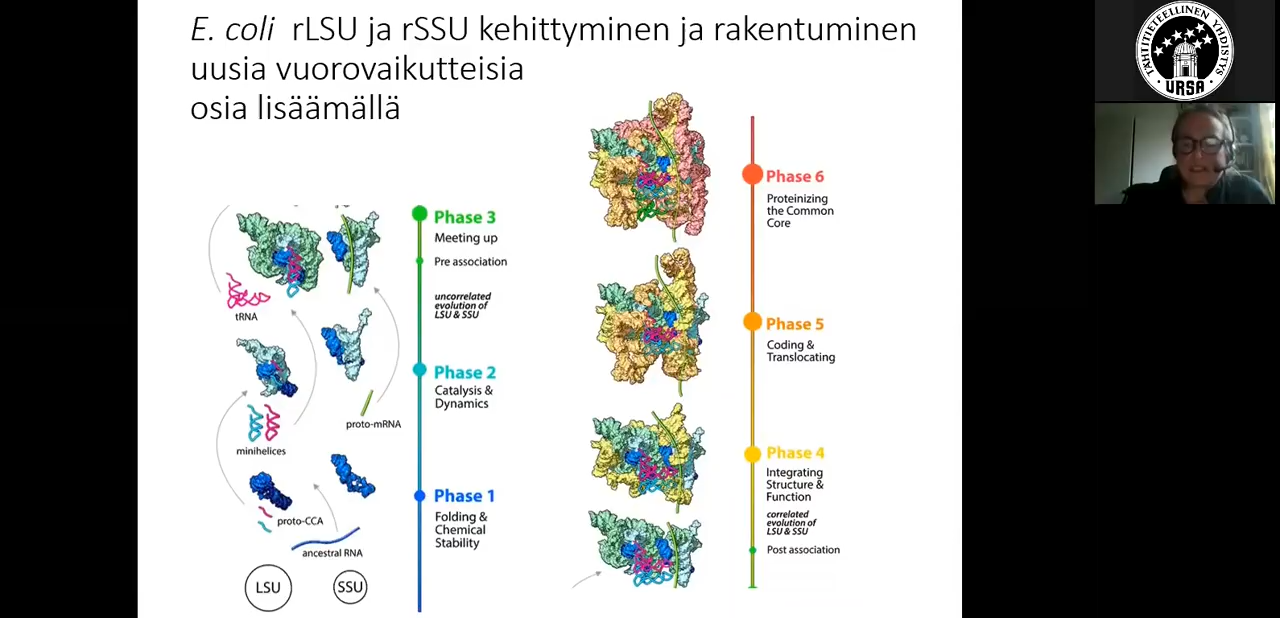 E. coli rLSU ja rSSU kehittyminen ja rakentuminen
uusia vuorovaikutteisia
osia lisäämällä
Phase 3
Meeting up
Pre association
uncorrelated
evolution of
LSU & SSU
tRNA
Phase 2
Catalysis &
Dynamics
proto-mRNA
minihelices
Phase 1
Folding &
Chemical
Stability
proto-CCA
ancestral RNA
LSU
SSU
Phase 6
Proteinizing
the Common
Core
Phase 5
Coding &
Translocating
Phase 4
Integrating
Structure &
Function
correlated
evolution of
LSU & SSU
Post association
TÄHTITIETEELLINEN YHDISTYS
URSA